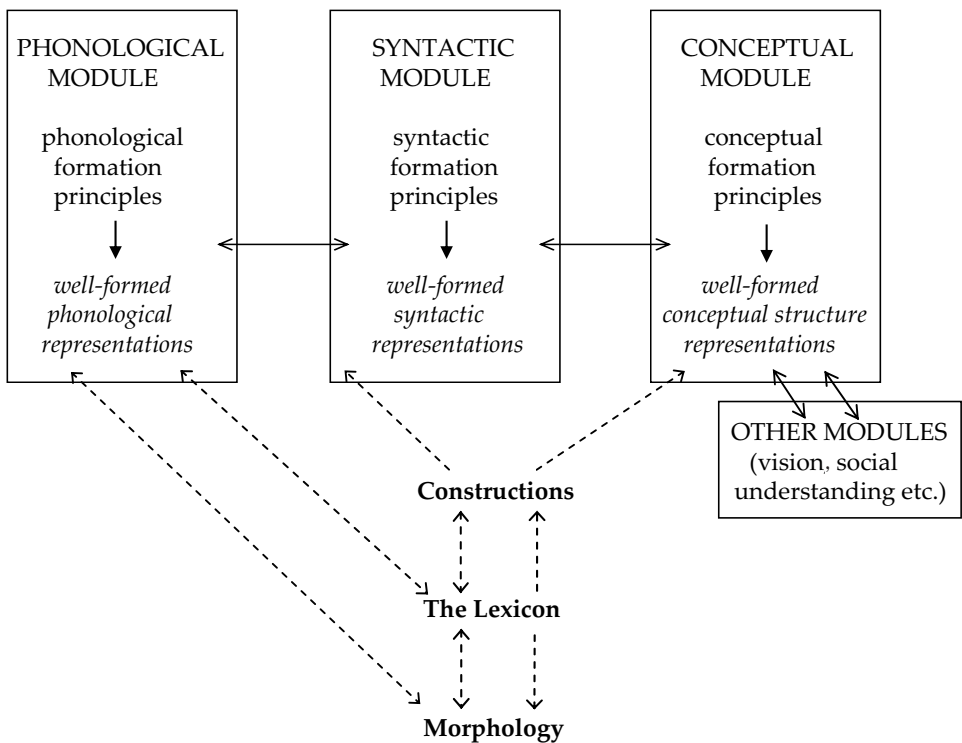 PHONOLOGICAL
MODULE
phonological
formation
principles
well-formed
phonological
representations
SYNTACTIC
MODULE
syntactic
formation
principles
well-formed
syntactic
representations
CONCEPTUAL
MODULE
conceptual
formation
principles
well-formed
conceptual structure
representations
OTHER MODULES
(vision, social
understanding etc.)
Constructions
The Lexicon
Morphology